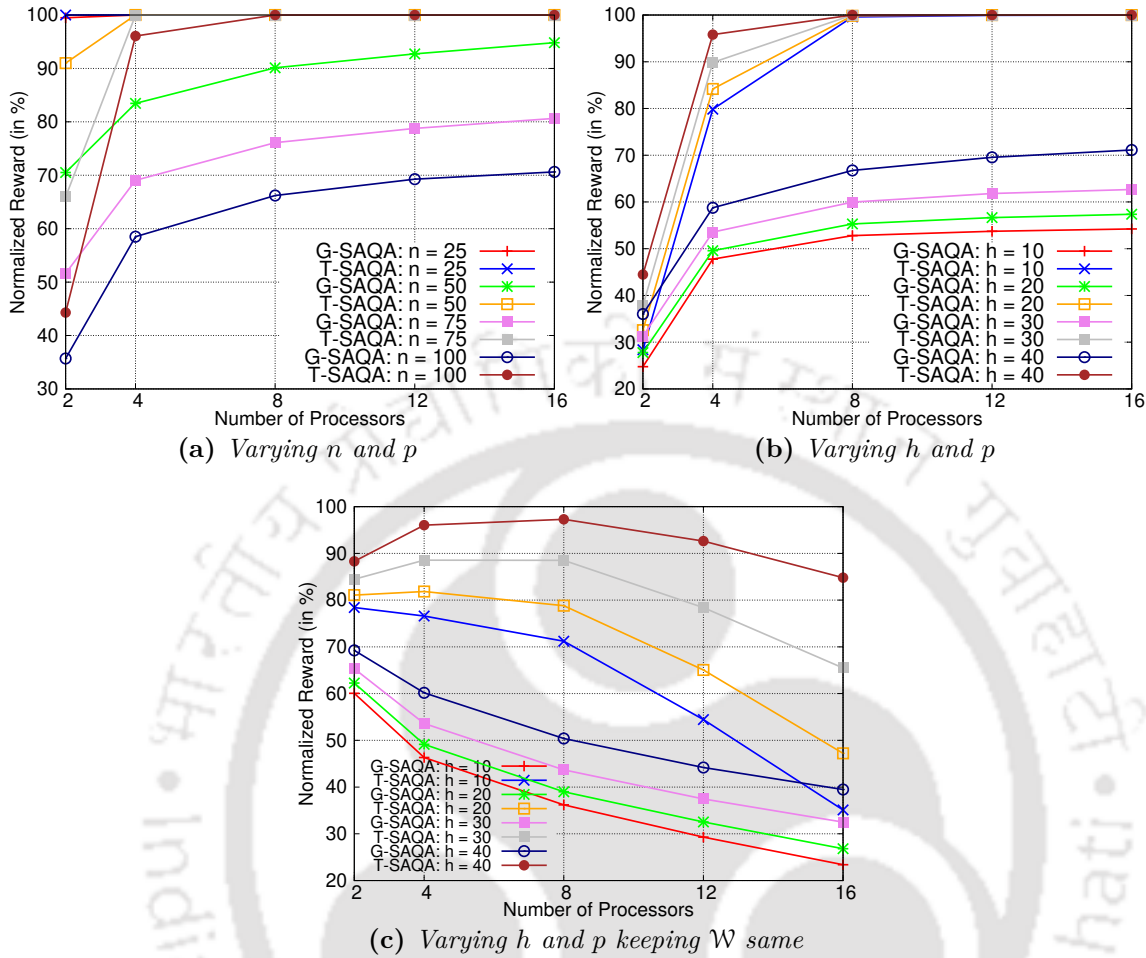 100
90
80
70
60
50
40
30
Normalized Reward (in %)
G-SAQA: n = 25
T-SAQA: n = 25
G-SAQA: n = 50
T-SAQA: n = 50
G-SAQA: n = 75
T-SAQA: n = 75
G-SAQA: n = 100
T-SAQA: n = 100
2 4 8 12 16
Number of Processors
(a) Varying n and p
100
90
80
70
60
50
40
30
20
Normalized Reward (in %)
G-SAQA: h = 10
T-SAQA: h = 10
G-SAQA: h = 20
T-SAQA: h = 20
G-SAQA: h = 30
T-SAQA: h = 30
G-SAQA: h = 40
T-SAQA: h = 40
2 4 8 12 16
Number of Processors
(b) Varying h and p
100
90
80
70
60
50
40
30
20
Normalized Reward (in %)
G-SAQA: h = 10
T-SAQA: h = 10
G-SAQA: h = 20
T-SAQA: h = 20
G-SAQA: h = 30
T-SAQA: h = 30
G-SAQA: h = 40
T-SAQA: h = 40
2 4 8 12 16
Number of Processors
(c) Varying h and p keeping W same